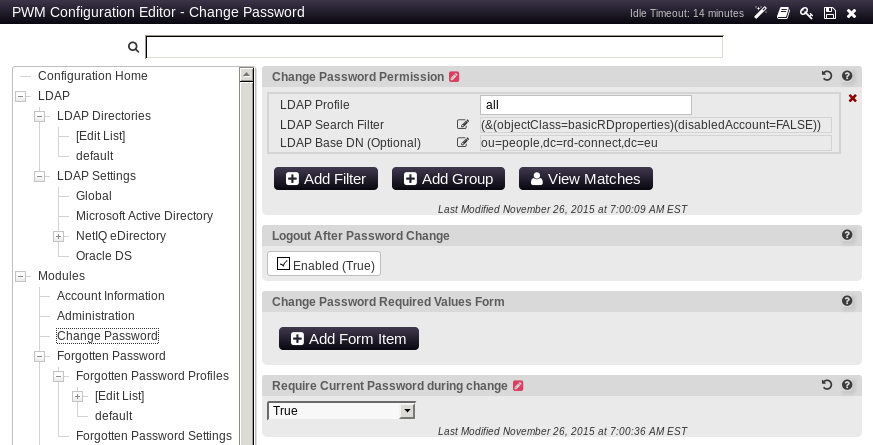 PWM Configuration Editor - Change Password
Idle Timeout: 14 minutes
Configuration Home
LDAP
LDAP Directories
[Edit List]
default
LDAP Settings
Global
Microsoft Active Directory
NetIQ eDirectory
Oracle DS
Modules
Account Information
Administration
Change Password
Forgotten Password
Forgotten Password Profiles
[Edit List]
default
Forgotten Password Settings
Change Password Permission
LDAP Profile all
LDAP Search Filter (&(objectClass=basicRDproperties)(disabledAccount=FALSE))
LDAP Base DN (Optional) ou=people,dc=rd-connect,dc=eu
Add Filter Add Group View Matches
Last Modified November 26, 2015 at 7:00:09 AM EST
Logout After Password Change
Enabled (True)
Change Password Required Values Form
Add Form Item
Require Current Password during change
True
Last Modified November 26, 2015 at 7:00:36 AM EST